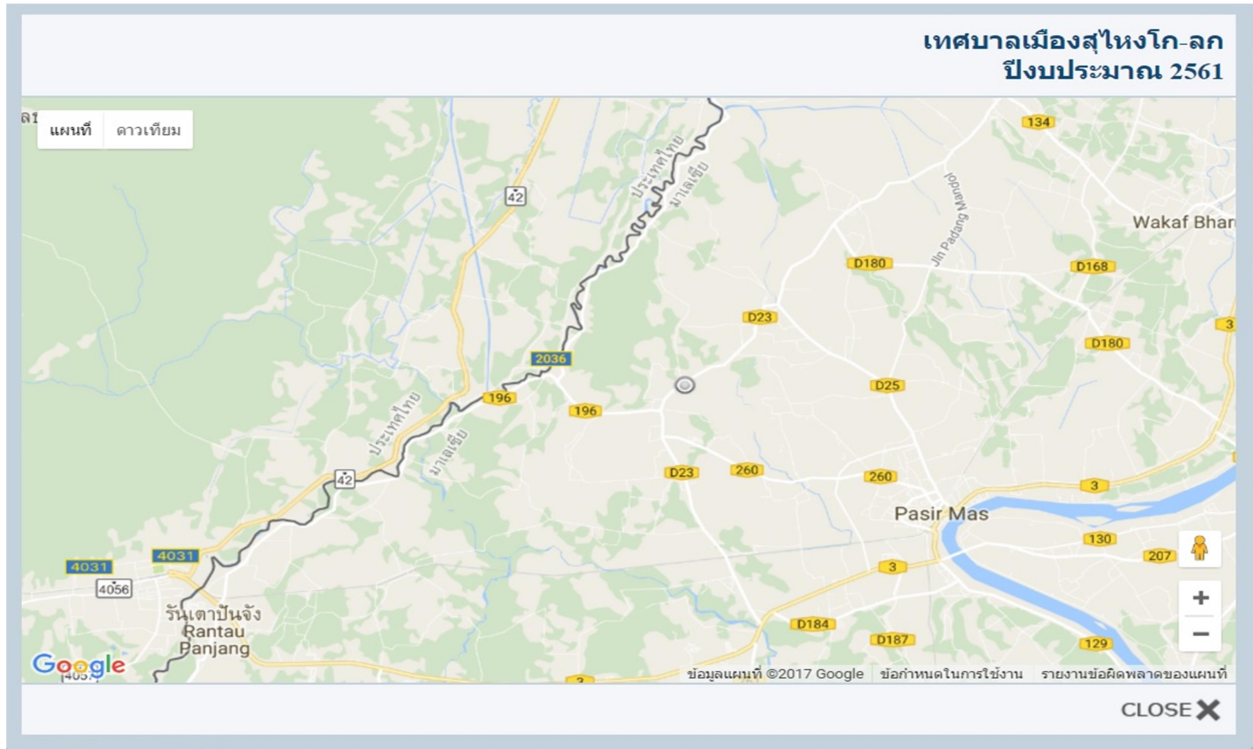 เทศบาลเมืองสุไหงโก-ลก
ปีงบประมาณ 2561
แผนที่
ดาวเทียม
134
ประเทศไทย
มาเลเซีย
42
Jln Padang Mandol
Wakaf Bhar
D180
D168
D23
3
D180
2036
D25
196
196
ประเทศไทย
มาเลเซีย
D23
260
260
42
3
Pasir Mas
130
207
4031
4031
3
4056
รันเตาปันจัง
Rantau
Panjang
D184
D187
129
Google
4057
ข้อมูลแผนที่ ©2017 Google
ข้อกำหนดในการใช้งาน
รายงานข้อผิดพลาดของแผนที่
CLOSE